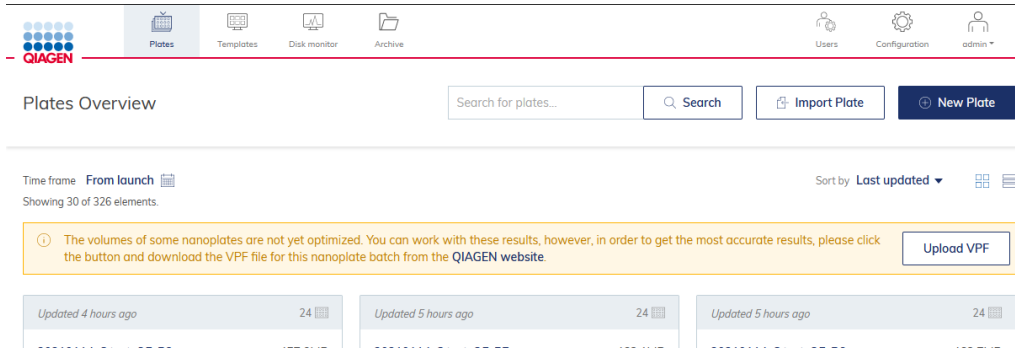 Plates
Templates
Disk monitor
Archive
Users
Configuration
admin
QIAGEN
Plates Overview
Search for plates...
Search
Import Plate
New Plate
Time frame From launch
Sort by Last updated
Showing 30 of 326 elements.
The volumes of some nanoplates are not yet optimized. You can work with these results, however, in order to get the most accurate results, please click
the button and download the VPF file for this nanoplate batch from the QIAGEN website.
Upload VPF
Updated 4 hours ago 24
Updated 5 hours ago 24
Updated 5 hours ago 24